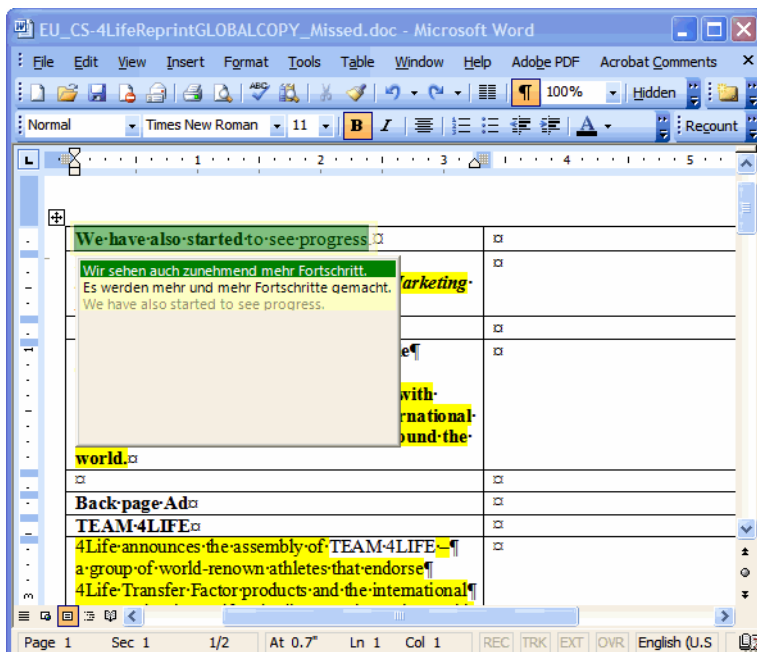 EU_CS-4LifeReprintGLOBALCOPY_Missed.doc - Microsoft Word
File Edit View Insert Format Tools Table Window Help Adobe PDF Acrobat Comments
100% Hidden
Normal Times New Roman 11 B I A Recount
L 1 2 3 4 5
We have also started to see progress.
Wir sehen auch zunehmend mehr Fortschritt.
Es werden mehr und mehr Fortschritte gemacht.
We have also started to see progress.
Marketing
e¶
with
rnational
ound the
world.
Back page Ad
TEAM 4LIFE
4Life announces the assembly of TEAM 4LIFE –¶
a group of world-renown athletes that endorse¶
4Life Transfer Factor products and the international¶
Page 1 Sec 1 1/2 At 0.7" Ln 1 Col 1 REC TRK EXT OVR English (U.S